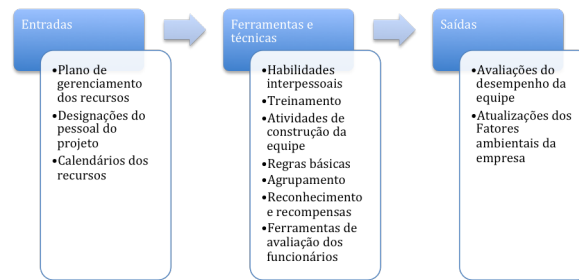 Entradas
•Plano de
gerenciamento
dos recursos
•Designações do
pessoal do
projeto
•Calendários dos
recursos
Ferramentas e
técnicas
•Habilidades
interpessoais
•Treinamento
•Atividades de
construção da
equipe
•Regras básicas
•Agrupamento
•Reconhecimento
e recompensas
•Ferramentas de
avaliação dos
funcionários
Saídas
•Avaliações do
desempenho da
equipe
•Atualizações dos
Fatores
ambientais da
empresa